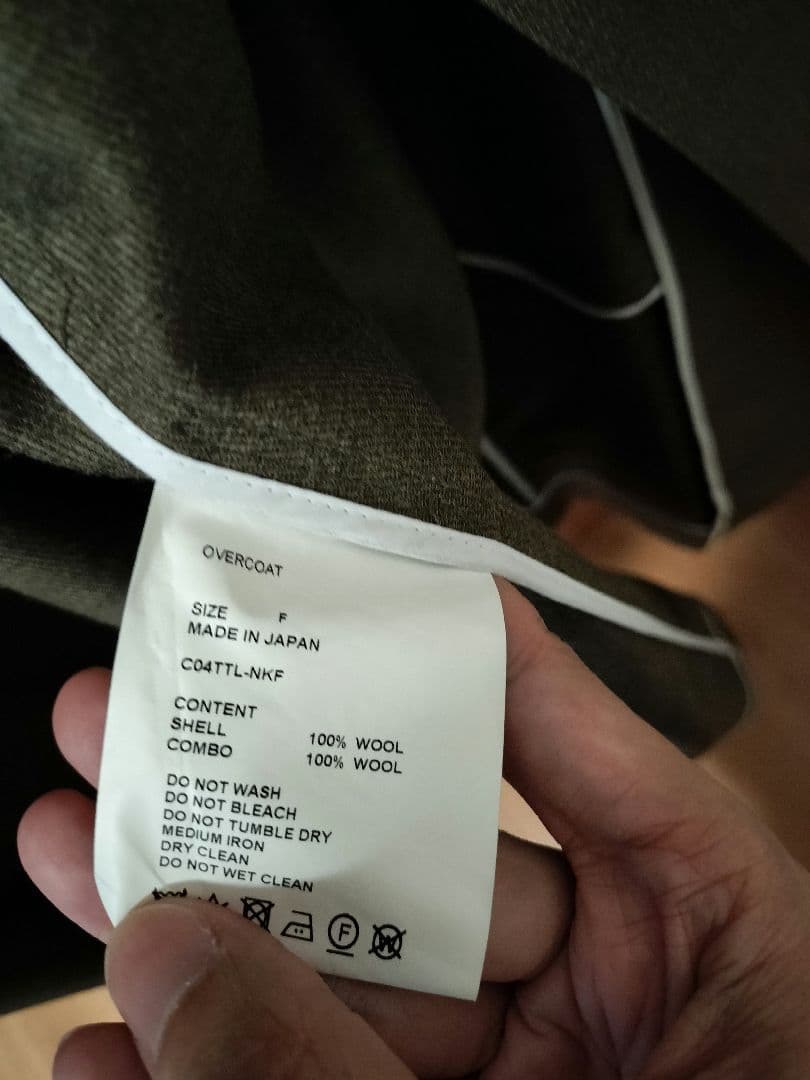 OVERCOAT
SIZE F
MADE IN JAPAN
C04TTL-NKF
CONTENT
SHELL 100% WOOL
COMBO 100% WOOL
DO NOT WASH
DO NOT BLEACH
DO NOT TUMBLE DRY
MEDIUM IRON
DRY CLEAN
DO NOT WET CLEAN
F W